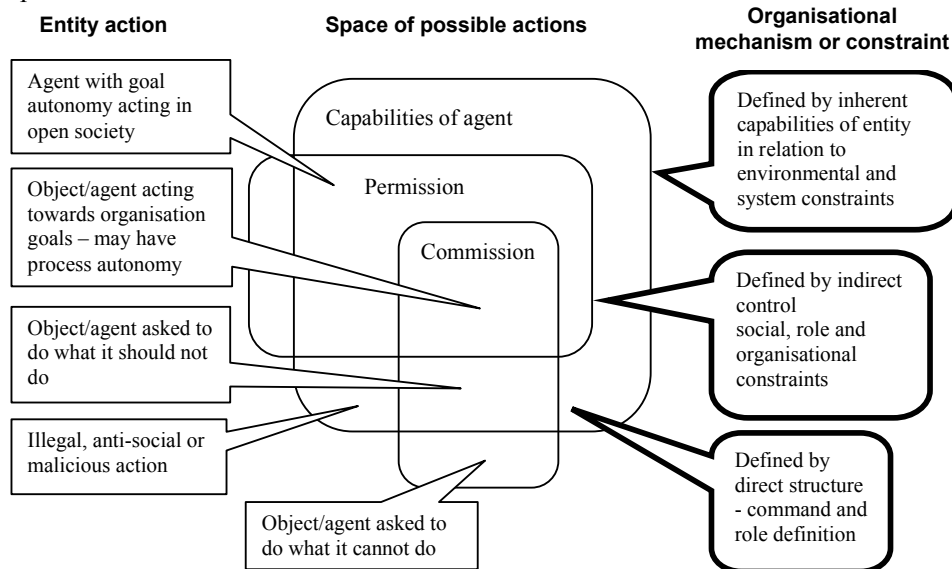 Entity action
Space of possible actions
Organisational
mechanism or constraint
Agent with goal
autonomy acting in
open society
Object/agent acting
towards organisation
goals – may have
process autonomy
Object/agent asked to
do what it should not
do
Illegal, anti-social or
malicious action
Capabilities of agent
Permission
Commission
Object/agent asked to
do what it cannot do
Defined by inherent
capabilities of entity
in relation to
environmental and
system constraints
Defined by indirect
control
social, role and
organisational
constraints
Defined by
direct structure
- command and
role definition